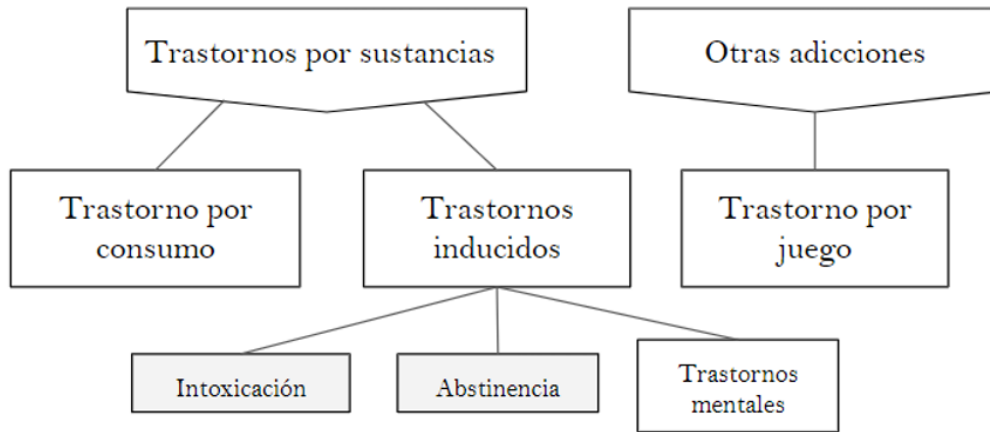 Trastornos por sustancias
Otras adicciones
Trastorno por
consumo
Trastornos
inducidos
Trastorno por
juego
Intoxicación
Abstinencia
Trastornos
mentales